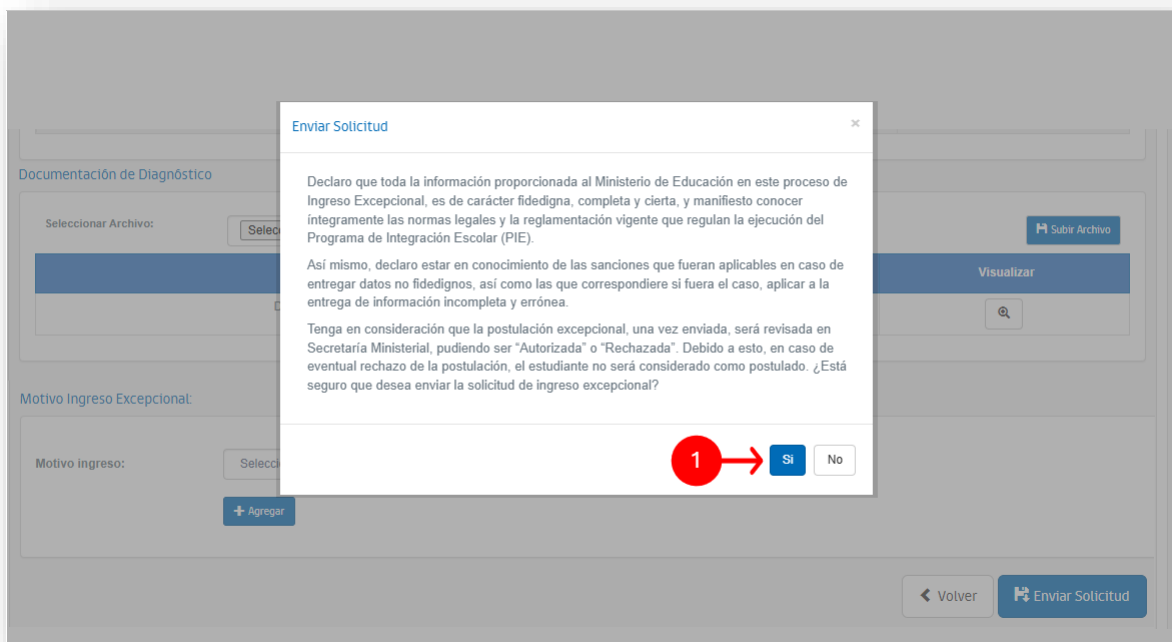 Enviar Solicitud
×
Declaro que toda la información proporcionada al Ministerio de Educación en este proceso de
Ingreso Excepcional, es de carácter fidedigna, completa y cierta, y manifiesto conocer
íntegramente las normas legales y la reglamentación vigente que regulan la ejecución del
Programa de Integración Escolar (PIE).
Así mismo, declaro estar en conocimiento de las sanciones que fueran aplicables en caso de
entregar datos no fidedignos, así como las que correspondiere si fuera el caso, aplicar a la
entrega de información incompleta y errónea.
Tenga en consideración que la postulación excepcional, una vez enviada, será revisada en
Secretaría Ministerial, pudiendo ser “Autorizada” o “Rechazada”. Debido a esto, en caso de
eventual rechazo de la postulación, el estudiante no será considerado como postulado. ¿Está
seguro que desea enviar la solicitud de ingreso excepcional?
1
Si
No
Documentación de Diagnóstico
Seleccionar Archivo:
Selec
Subir Archivo
Visualizar
Motivo Ingreso Excepcional:
Motivo ingreso:
Selecci
+ Agregar
Volver
Enviar Solicitud